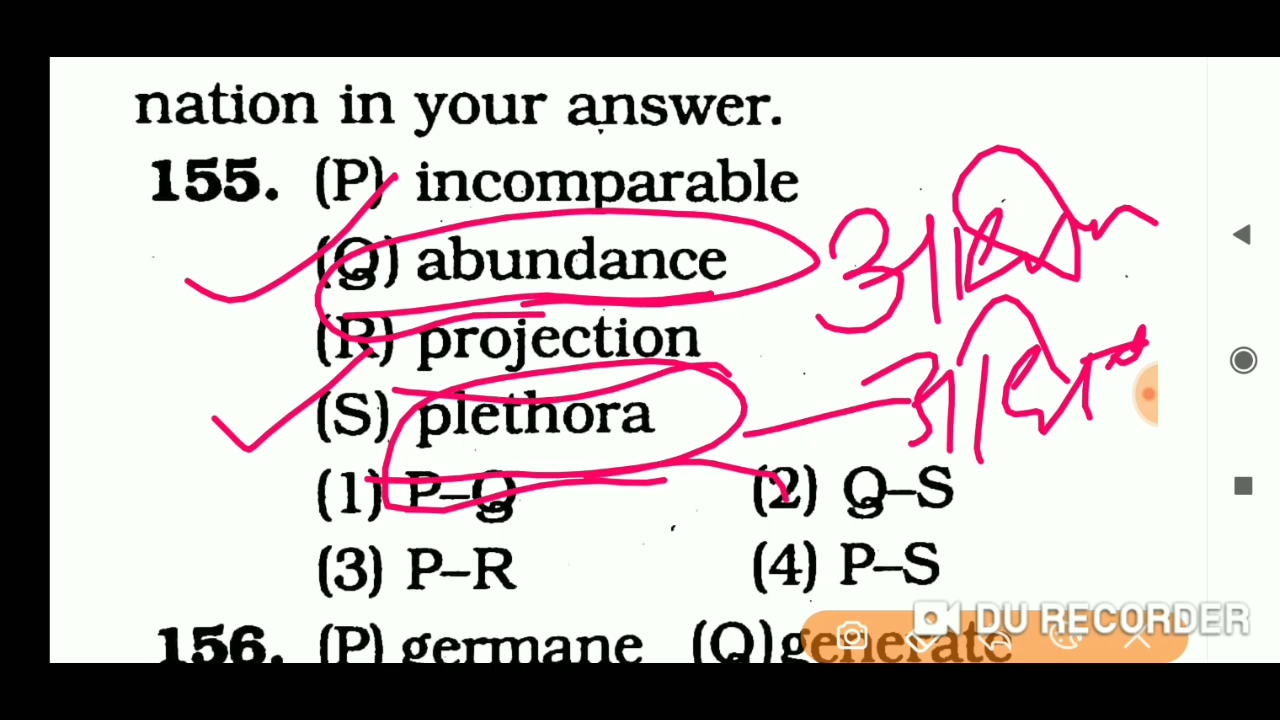 nation in your answer.
155. (P) incomparable
(Q) abundance
(R) projection
(S) plethora
(1) P–Q (2) Q–S
(3) P–R (4) P–S
156. (P) germane (Q) generate
DU RECORDER